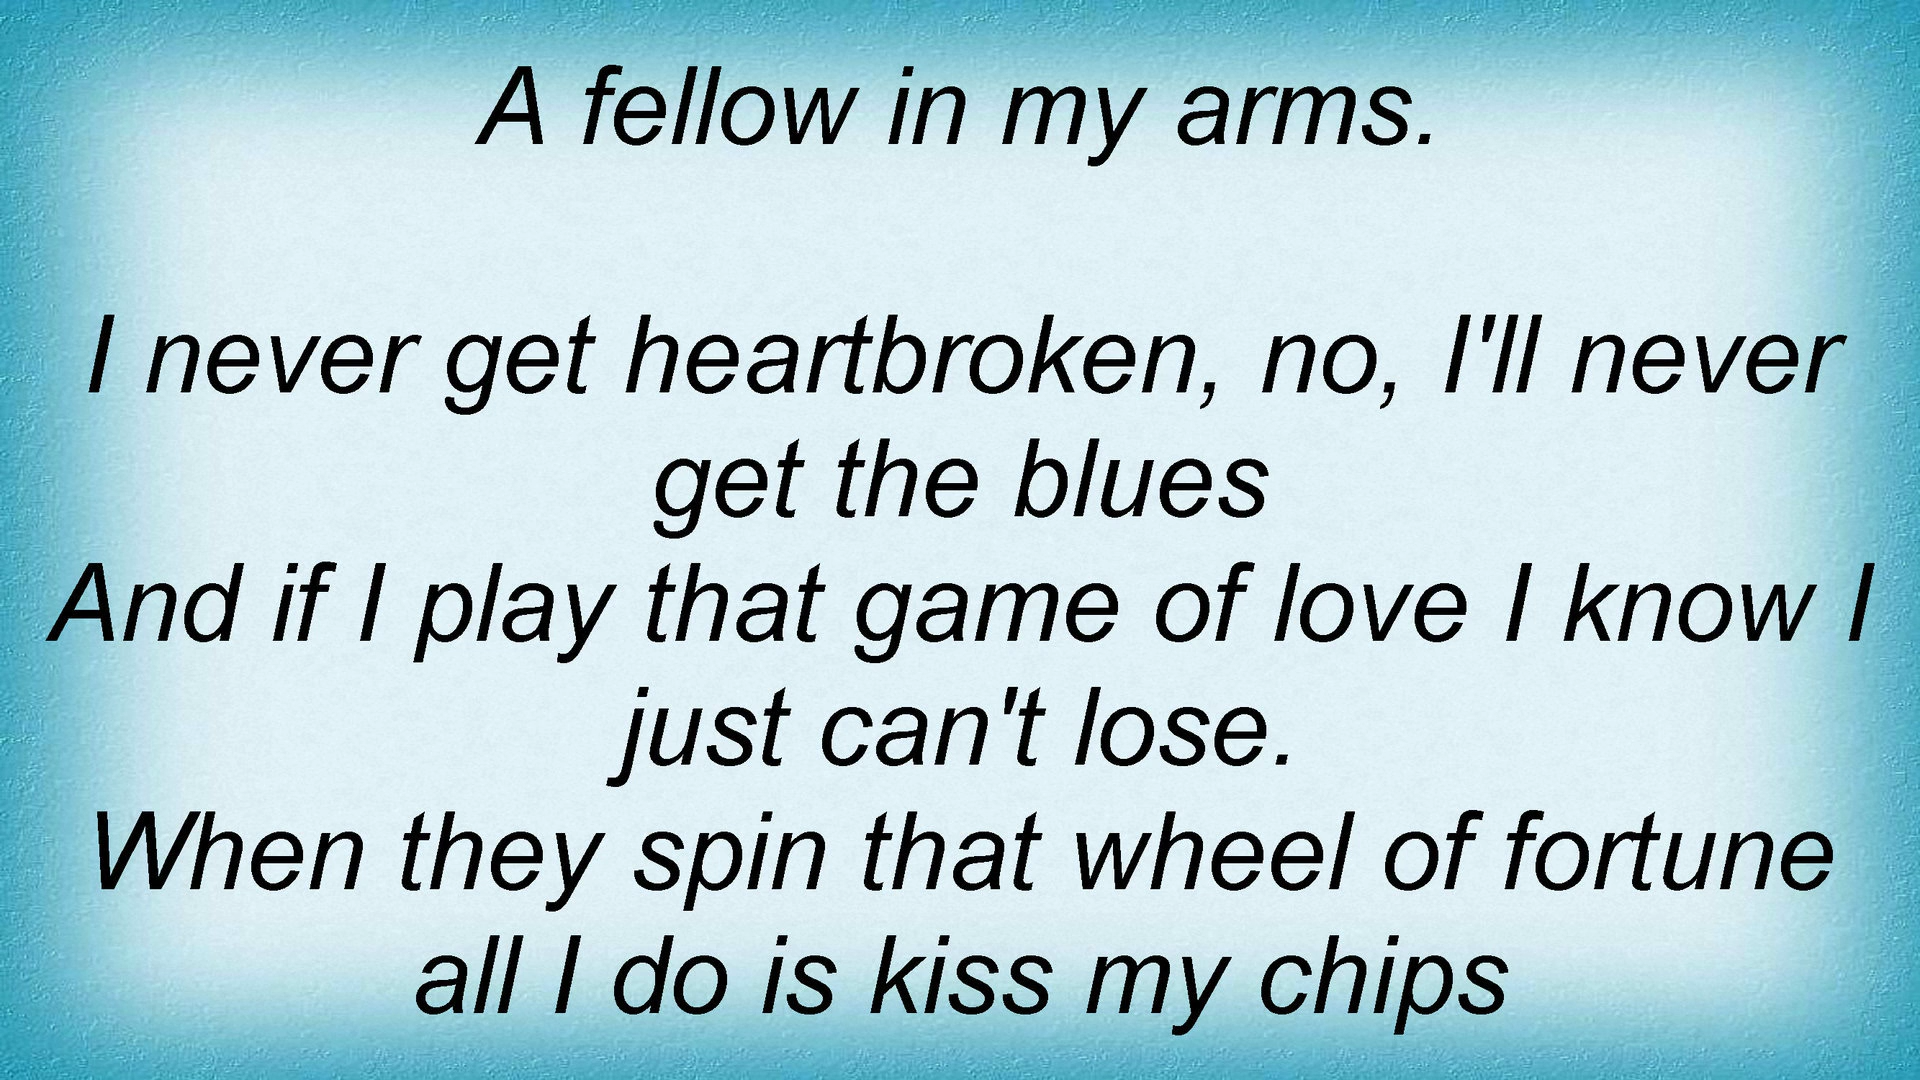 A fellow in my arms.
I never get heartbroken, no, I'll never
get the blues
And if I play that game of love I know I
just can't lose.
When they spin that wheel of fortune
all I do is kiss my chips